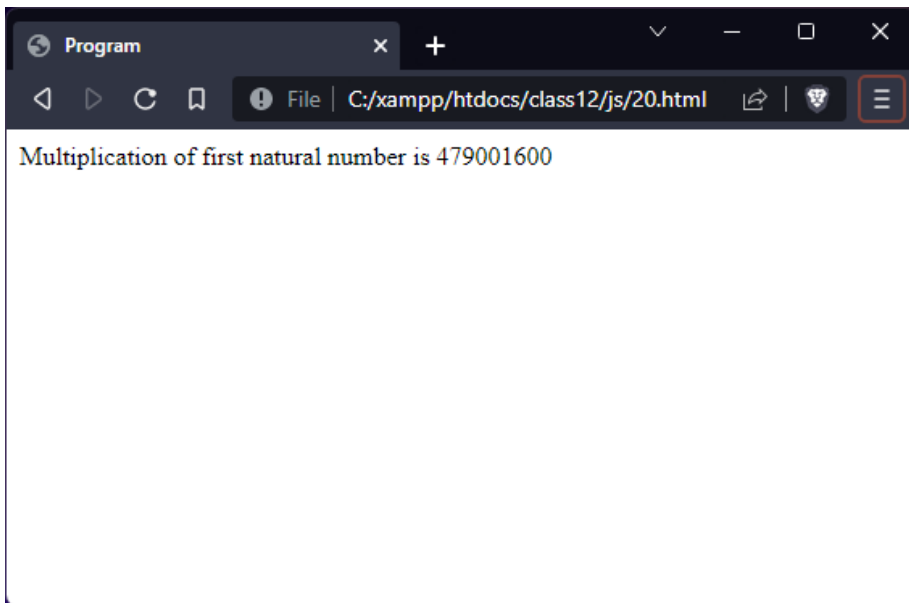 Program
File C:/xampp/htdocs/class12/js/20.html
Multiplication of first natural number is 479001600